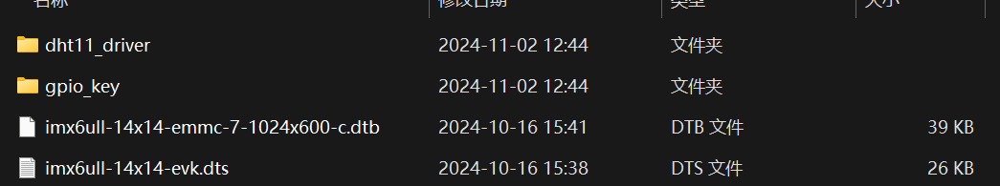 名称 修改日期 类型 大小
dht11_driver 2024-11-02 12:44 文件夹
gpio_key 2024-11-02 12:44 文件夹
imx6ull-14x14-emmc-7-1024x600-c.dtb 2024-10-16 15:41 DTB 文件 39 KB
imx6ull-14x14-evk.dts 2024-10-16 15:38 DTS 文件 26 KB